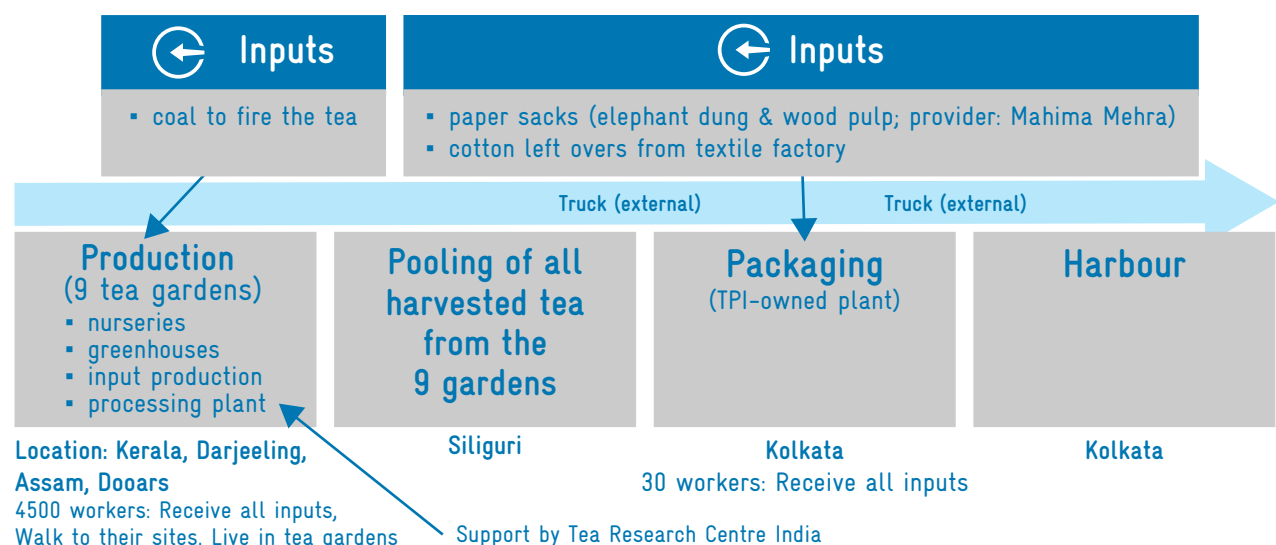 Inputs
coal to fire the tea
Inputs
paper sacks (elephant dung & wood pulp; provider: Mahima Mehra)
cotton left overs from textile factory
Truck (external)
Truck (external)
Production
(9 tea gardens)
nurseries
greenhouses
input production
processing plant
Pooling of all
harvested tea
from the
9 gardens
Packaging
(TPI-owned plant)
Harbour
Location: Kerala, Darjeeling,
Assam, Dooars
4500 workers: Receive all inputs,
Walk to their sites. Live in tea gardens
Siliguri
Kolkata
30 workers: Receive all inputs
Kolkata
Support by Tea Research Centre India